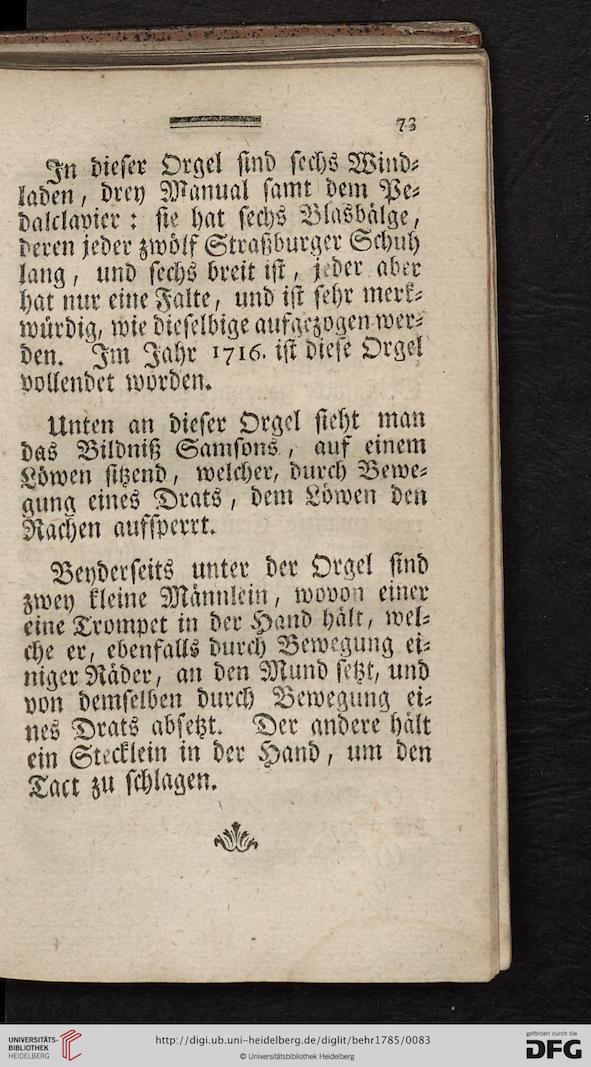 73
In dieser Orgel sind sechs Wind⸗
laden, drey Manual samt dem Pe⸗
dalclavier: sie hat sechs Blasbälge,
deren jeder zwölf Straßburger Schuh
lang, und sechs breit ist, jeder aber
hat nur eine Falte, und ist sehr merk⸗
würdig, wie dieselbige aufgezogen wer⸗
den. Im Jahr 1716. ist diese Orgel
vollendet worden.
Unten an dieser Orgel sieht man
das Bildniß Samsons, auf einem
Löwen sitzend, welcher, durch Bewe⸗
gung eines Drats, dem Löwen den
Rachen aufsperrt.
Beyderseits unter der Orgel sind
zwey kleine Männlein, wovon einer
eine Trompet in der Hand hält, wel⸗
che er, ebenfalls durch Bewegung ei⸗
niger Räder, an den Mund setzt, und
von demselben durch Bewegung ei⸗
nes Drats absetzt. Der andere hält
ein Stecklein in der Hand, um den
Tact zu schlagen.
UNIVERSITÄTS-
BIBLIOTHEK
HEIDELBERG
http://digi.ub.uni-heidelberg.de/diglit/behr1785/0083
© Universitätsbibliothek Heidelberg
gefördert durch die
DFG